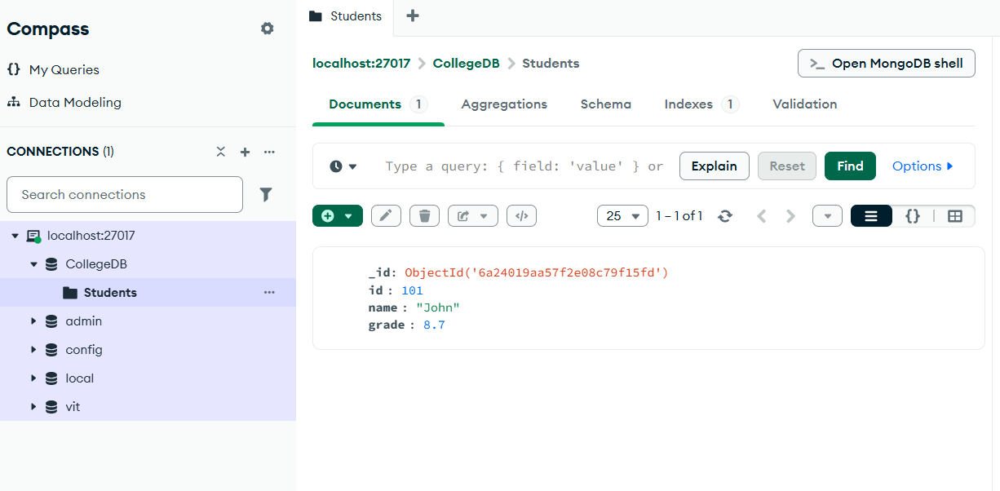 Compass
My Queries
Data Modeling
CONNECTIONS (1)
Search connections
localhost:27017
CollegeDB
Students
admin
config
local
vit
Students
localhost:27017 > CollegeDB > Students
>_ Open MongoDB shell
Documents 1 Aggregations Schema Indexes 1 Validation
Type a query: { field: 'value' } or Explain Reset Find Options
25 1 – 1 of 1
_id: ObjectId('6a24019aa57f2e08c79f15fd')
id : 101
name : "John"
grade : 8.7